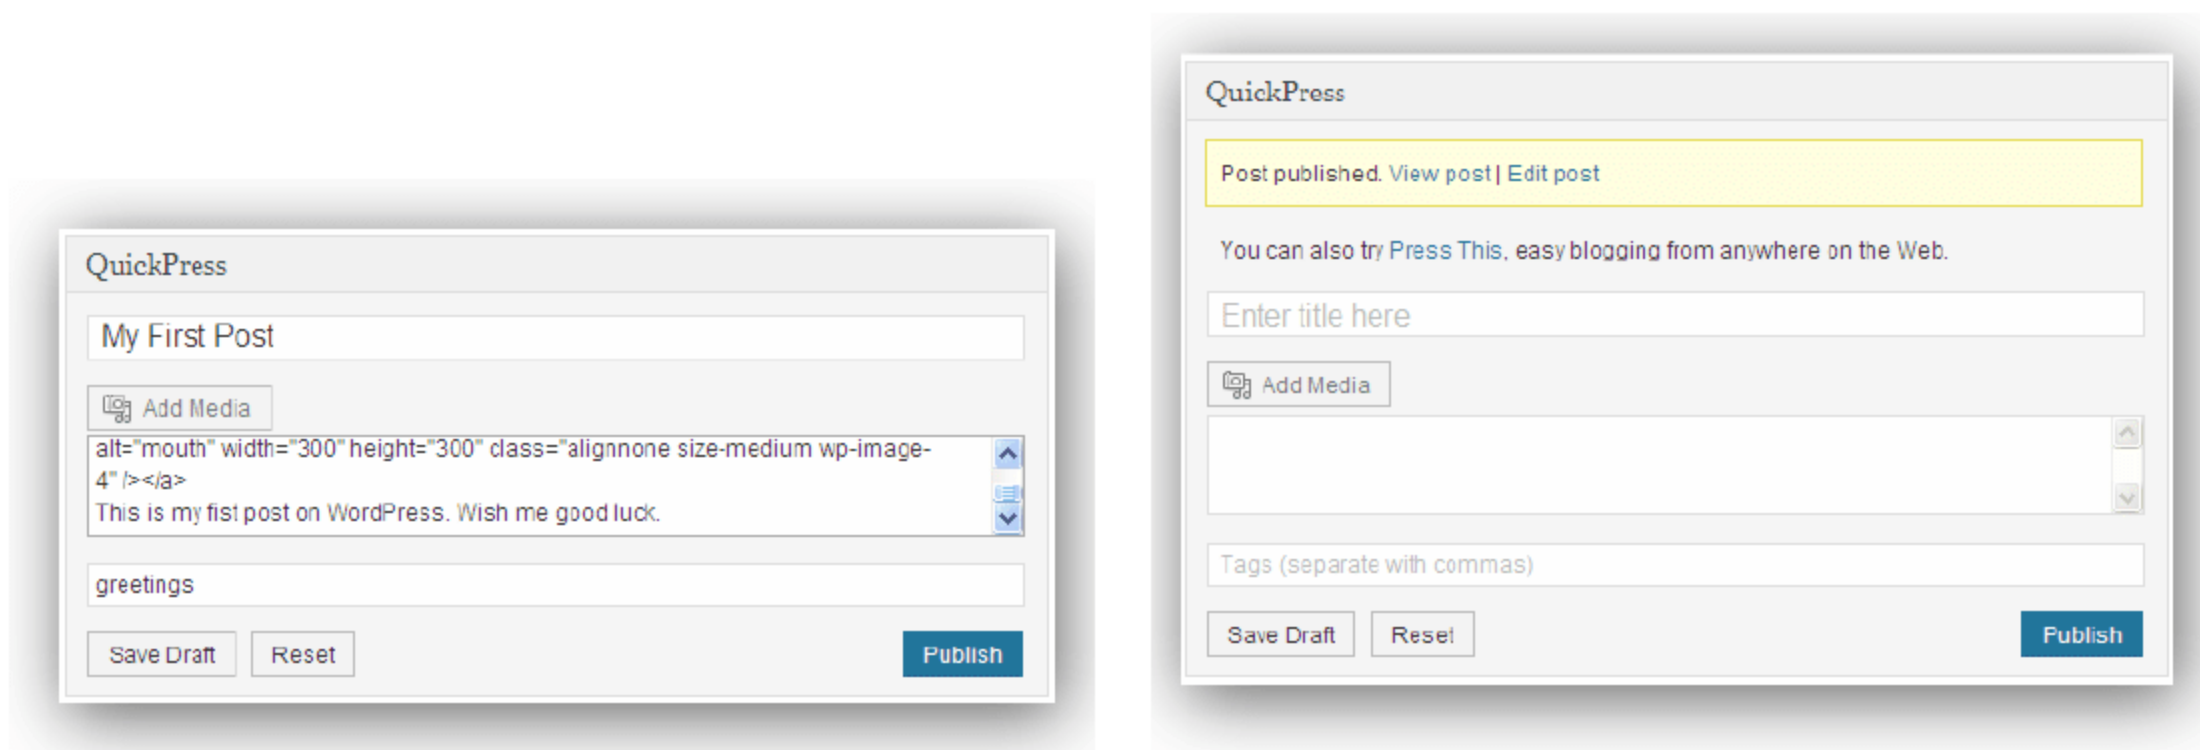 QuickPress
My First Post
Add Media
alt="mouth" width="300" height="300" class="alignnone size-medium wp-image-
4" /></a>
This is my fist post on WordPress. Wish me good luck.
greetings
Save Draft
Reset
Publish
QuickPress
Post published. View post | Edit post
You can also try Press This, easy blogging from anywhere on the Web.
Enter title here
Add Media
Tags (separate with commas)
Save Draft
Reset
Publish